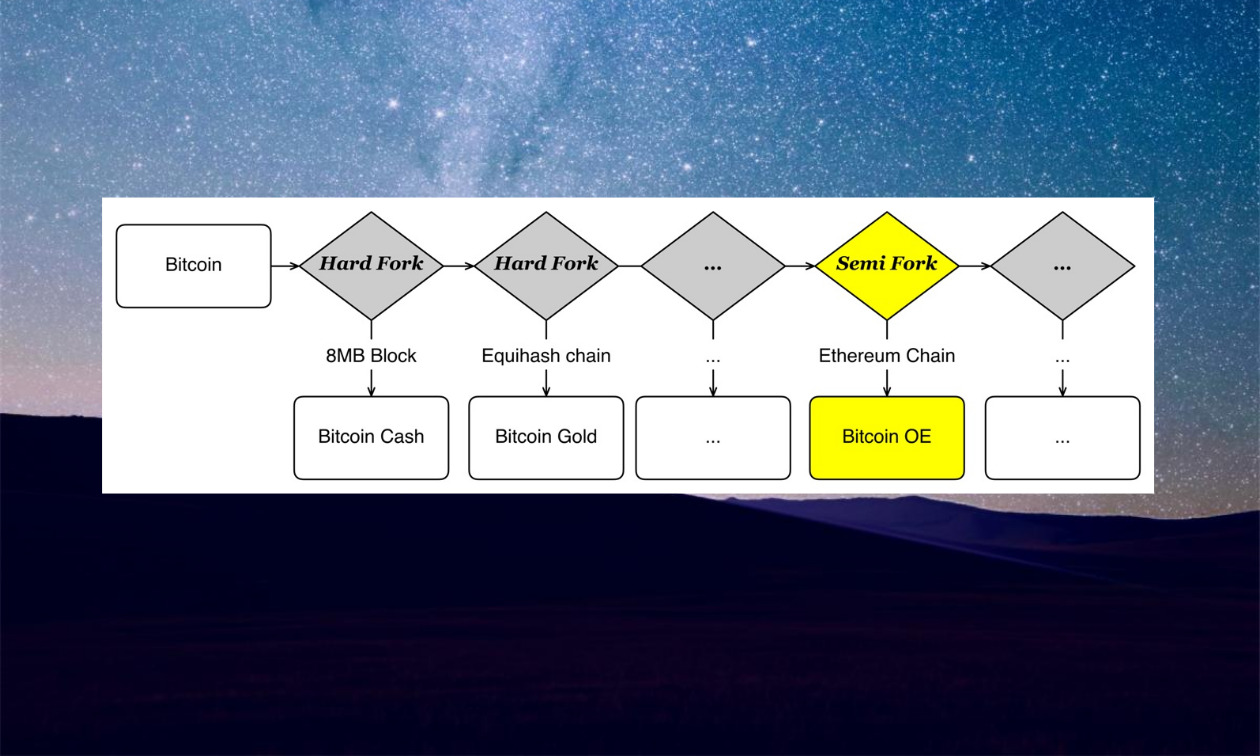 Bitcoin
Hard Fork
Hard Fork
...
Semi Fork
...
8MB Block
Equihash chain
...
Ethereum Chain
...
Bitcoin Cash
Bitcoin Gold
...
Bitcoin OE
...